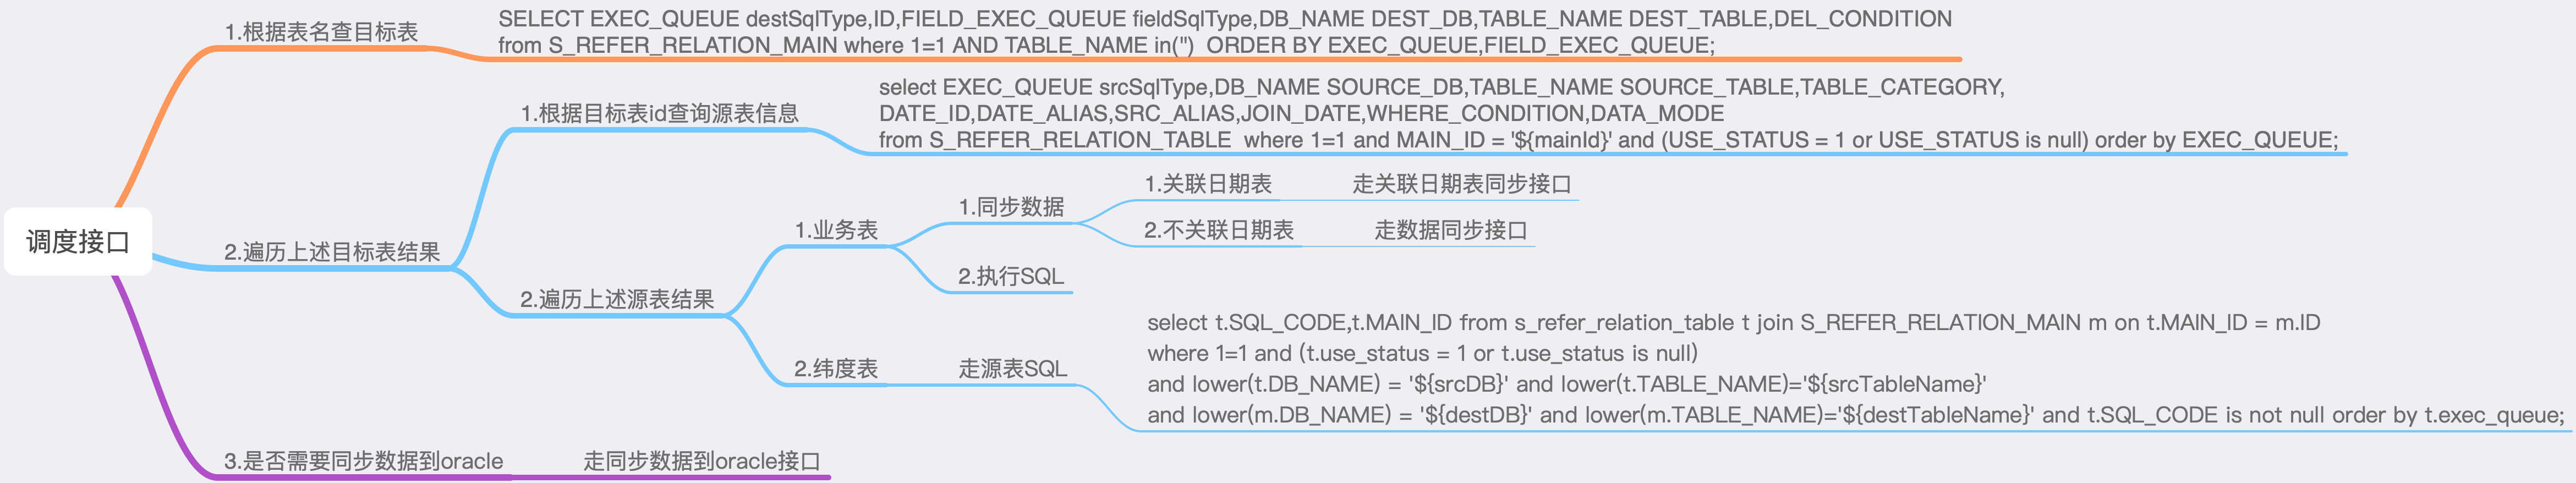 调度接口
1.根据表名查目标表
SELECT EXEC_QUEUE destSqlType,ID,FIELD_EXEC_QUEUE fieldSqlType,DB_NAME DEST_DB,TABLE_NAME DEST_TABLE,DEL_CONDITION
from S_REFER_RELATION_MAIN where 1=1 AND TABLE_NAME in('')  ORDER BY EXEC_QUEUE,FIELD_EXEC_QUEUE;
2.遍历上述目标表结果
1.根据目标表id查询源表信息
select EXEC_QUEUE srcSqlType,DB_NAME SOURCE_DB,TABLE_NAME SOURCE_TABLE,TABLE_CATEGORY,
DATE_ID,DATE_ALIAS,SRC_ALIAS,JOIN_DATE,WHERE_CONDITION,DATA_MODE
from S_REFER_RELATION_TABLE  where 1=1 and MAIN_ID = '${mainId}' and (USE_STATUS = 1 or USE_STATUS is null) order by EXEC_QUEUE;
2.遍历上述源表结果
1.业务表
1.同步数据
1.关联日期表
走关联日期表同步接口
2.不关联日期表
走数据同步接口
2.执行SQL
2.纬度表
走源表SQL
select t.SQL_CODE,t.MAIN_ID from s_refer_relation_table t join S_REFER_RELATION_MAIN m on t.MAIN_ID = m.ID
where 1=1 and (t.use_status = 1 or t.use_status is null)
and lower(t.DB_NAME) = '${srcDB}' and lower(t.TABLE_NAME)='${srcTableName}'
and lower(m.DB_NAME) = '${destDB}' and lower(m.TABLE_NAME)='${destTableName}' and t.SQL_CODE is not null order by t.exec_queue;
3.是否需要同步数据到oracle
走同步数据到oracle接口